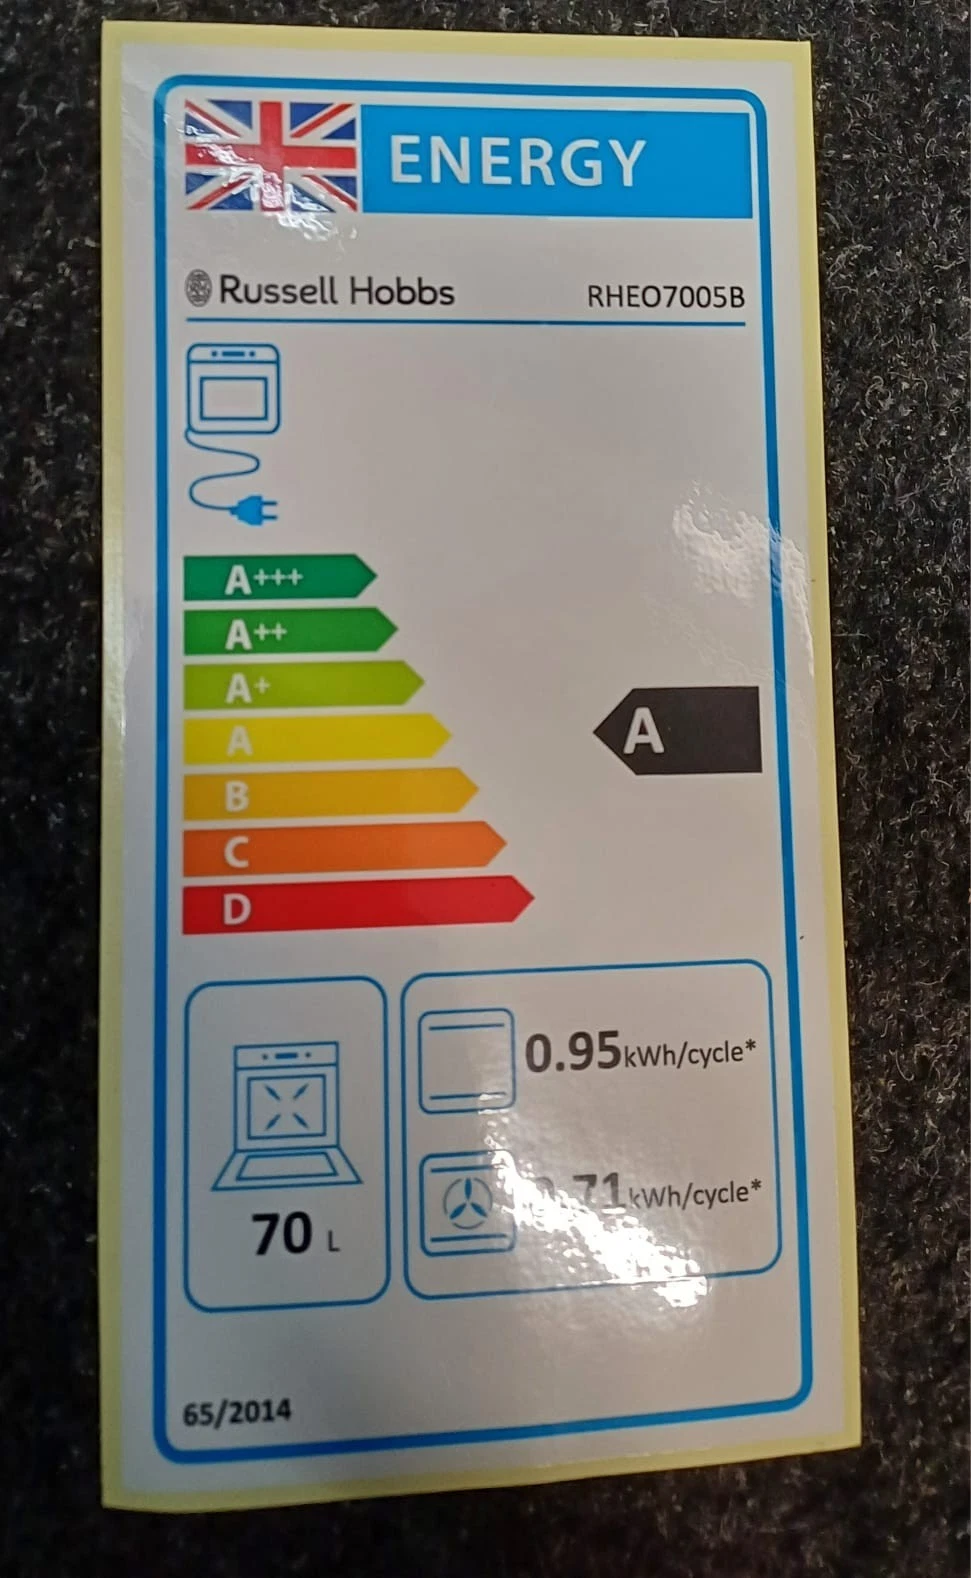 ENERGY
Russell Hobbs RHEO7005B
A+++
A++
A+
A
A
B
C
D
0.95kWh/cycle*
kWh/cycle*
70 L
65/2014